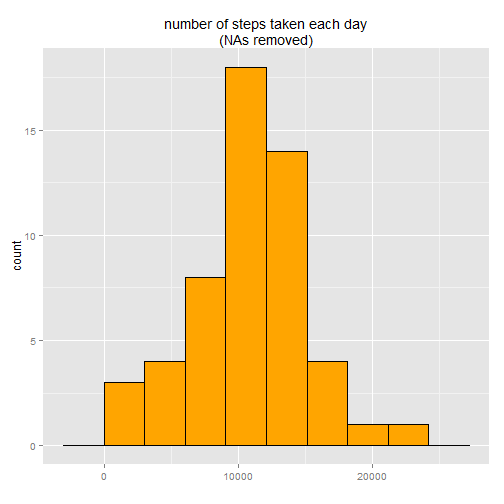 number of steps taken each day
(NAs removed)
count
15
10
5
0
0
10000
20000